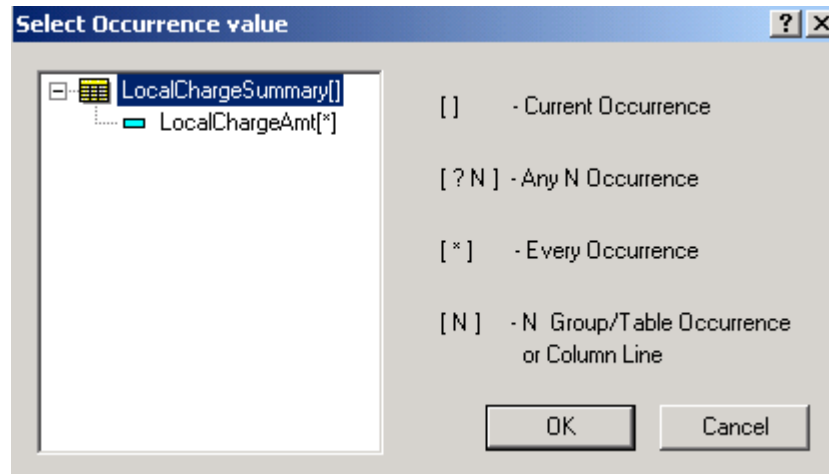 Select Occurrence value
LocalChargeSummary[]
LocalChargeAmt[*]
[ ] - Current Occurrence
[ ? N ] - Any N Occurrence
[ * ] - Every Occurrence
[ N ] - N Group/Table Occurrence
or Column Line
OK Cancel